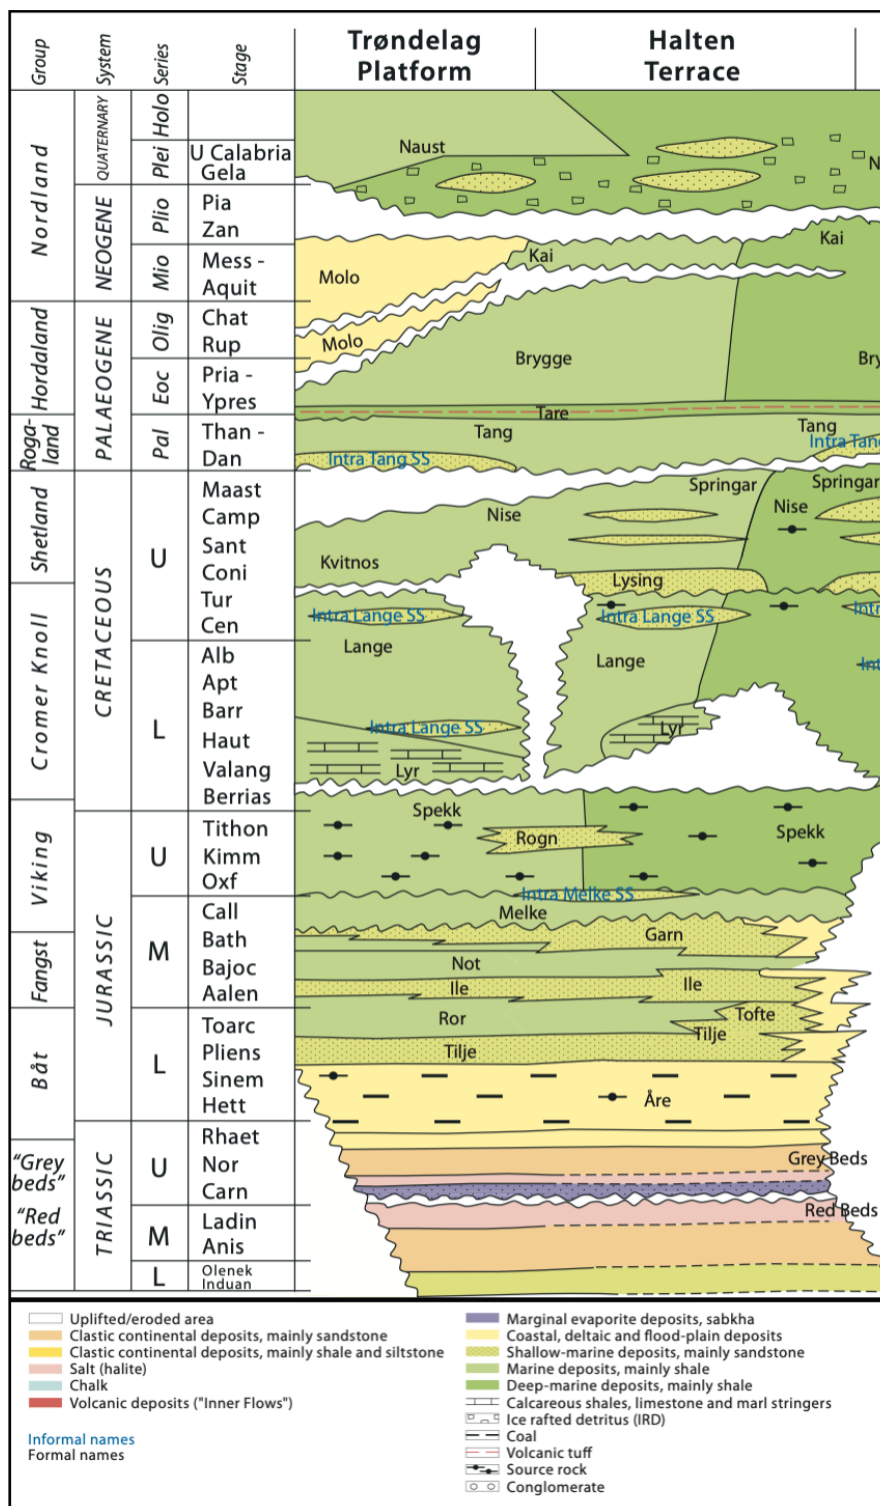 Group
System
Series
Stage
Trøndelag
Platform
Halten
Terrace
Nordland
Hordaland
Roga-
land
Shetland
Cromer Knoll
Viking
Fangst
Båt
"Grey
beds"
"Red
beds"
QUATERNARY
NEOGENE
PALAEOGENE
CRETACEOUS
JURASSIC
TRIASSIC
Holo
Plei
Plio
Mio
Olig
Eoc
Pal
U
L
U
M
L
U
M
L
U Calabria
Gela
Pia
Zan
Mess -
Aquit
Chat
Rup
Pria -
Ypres
Than -
Dan
Maast
Camp
Sant
Coni
Tur
Cen
Alb
Apt
Barr
Haut
Valang
Berrias
Tithon
Kimm
Oxf
Call
Bath
Bajoc
Aalen
Toarc
Pliens
Sinem
Hett
Rhaet
Nor
Carn
Ladin
Anis
Olenek
Induan
Naust
N
Kai
Kai
Molo
Molo
Brygge
Bry
Tare
Tang
Tang
Intra Tang SS
Intra Tang
Springar
Springar
Nise
Nise
Kvitnos
Lysing
Intra Lange SS
Intra Lange SS
Intr
Lange
Lange
Int
Intra Lange SS
Lyr
Lyr
Spekk
Rogn
Spekk
Intra Melke SS
Melke
Garn
Not
Ile
Ile
Ror
Tofte
Tilje
Tilje
Åre
Grey Beds
Red Beds
Uplifted/eroded area
Clastic continental deposits, mainly sandstone
Clastic continental deposits, mainly shale and siltstone
Salt (halite)
Chalk
Volcanic deposits ("Inner Flows")
Informal names
Formal names
Marginal evaporite deposits, sabkha
Coastal, deltaic and flood-plain deposits
Shallow-marine deposits, mainly sandstone
Marine deposits, mainly shale
Deep-marine deposits, mainly shale
Calcareous shales, limestone and marl stringers
Ice rafted detritus (IRD)
Coal
Volcanic tuff
Source rock
Conglomerate